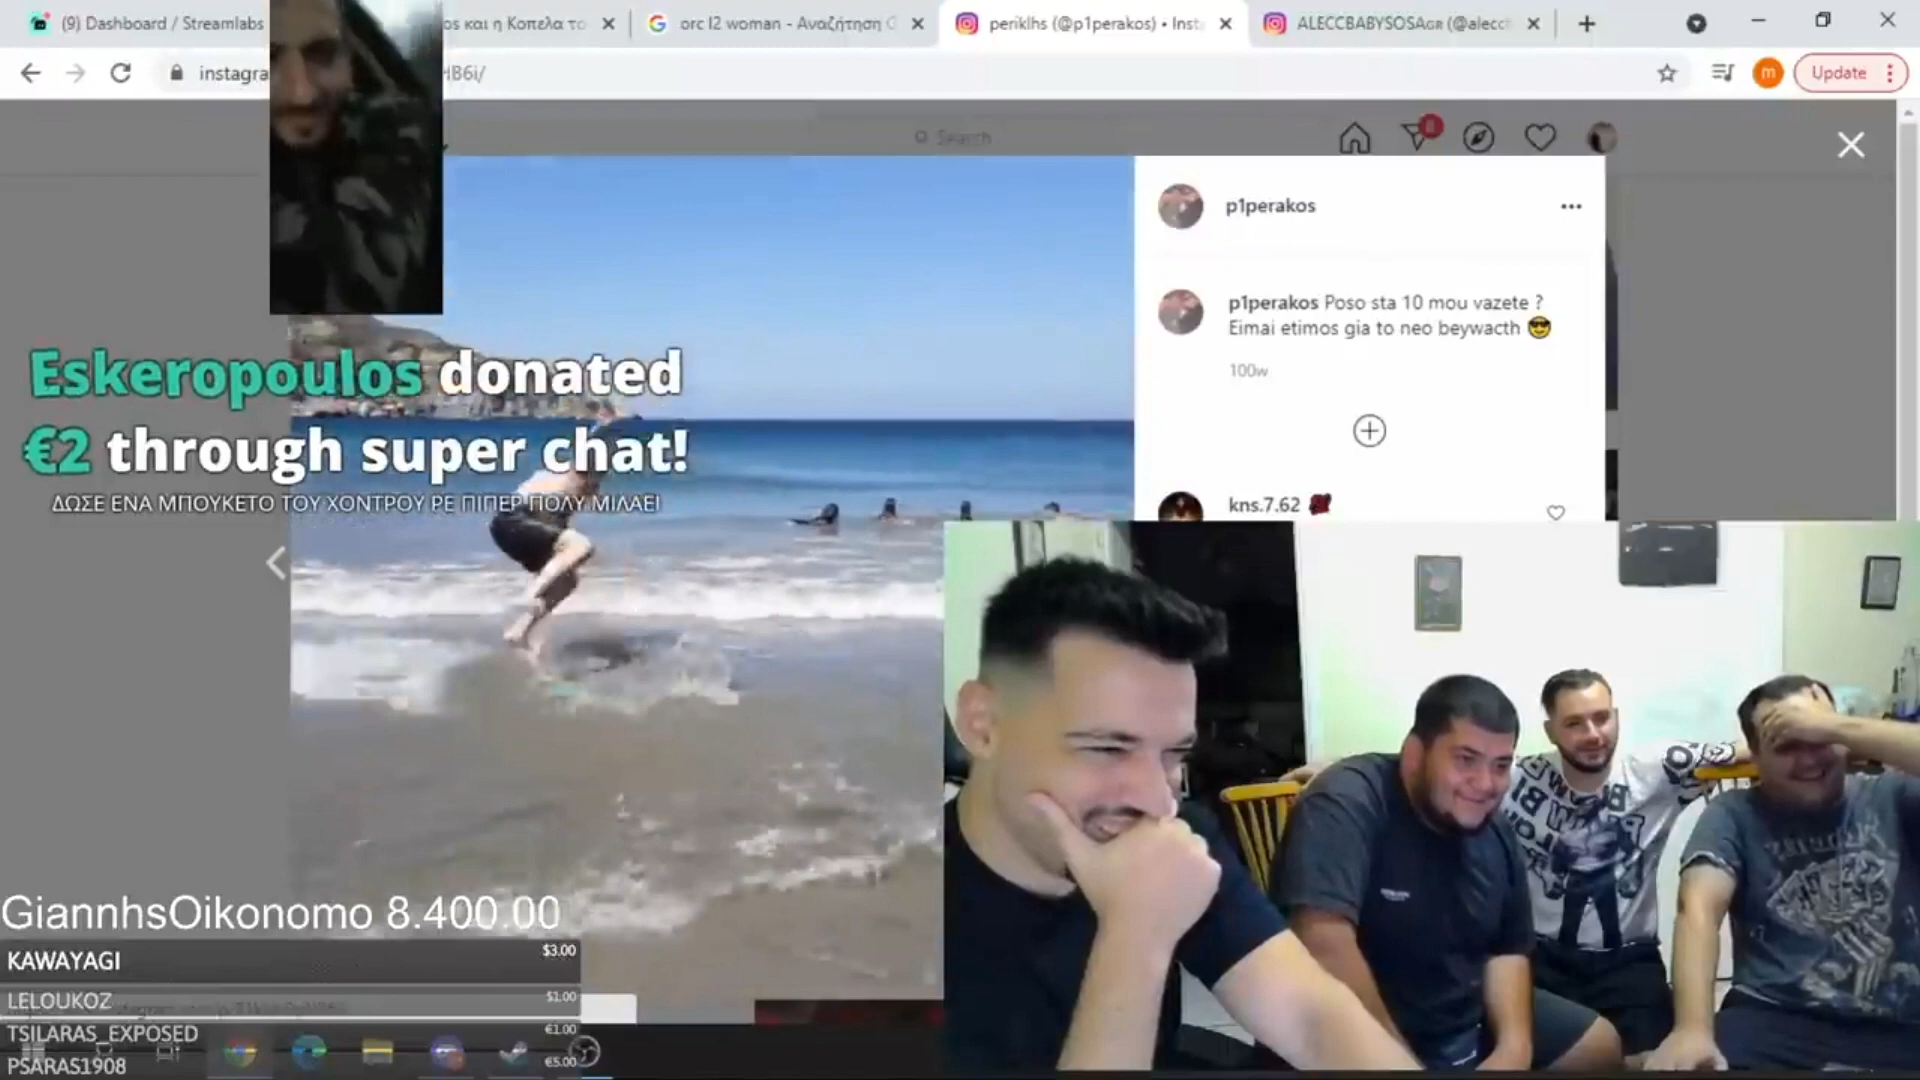 (9) Dashboard / Streamlabs
ος και η Κοπελα το
orc l2 woman - Αναζήτηση
periklhs (@p1perakos) • Inst
ALECCBABYSOSAGR (@alecc
instagra
IB6i/
m
Update
Search
p1perakos
p1perakos Poso sta 10 mou vazete ?
Eimai etimos gia to neo beywacth 😎
100w
kns.7.62 💯
Eskeropoulos donated
€2 through super chat!
ΔΩΣΕ ΕΝΑ ΜΠΟΥΚΕΤΟ ΤΟΥ ΧΟΝΤΡΟΥ ΡΕ ΠΙΠΕΡ ΠΟΛΥ ΜΙΛΑΕΙ
GiannhsOikonomo 8.400.00
KAWAYAGI $3.00
LELOUKOZ $1.00
TSILARAS_EXPOSED €1.00
PSARAS1908 €5.00